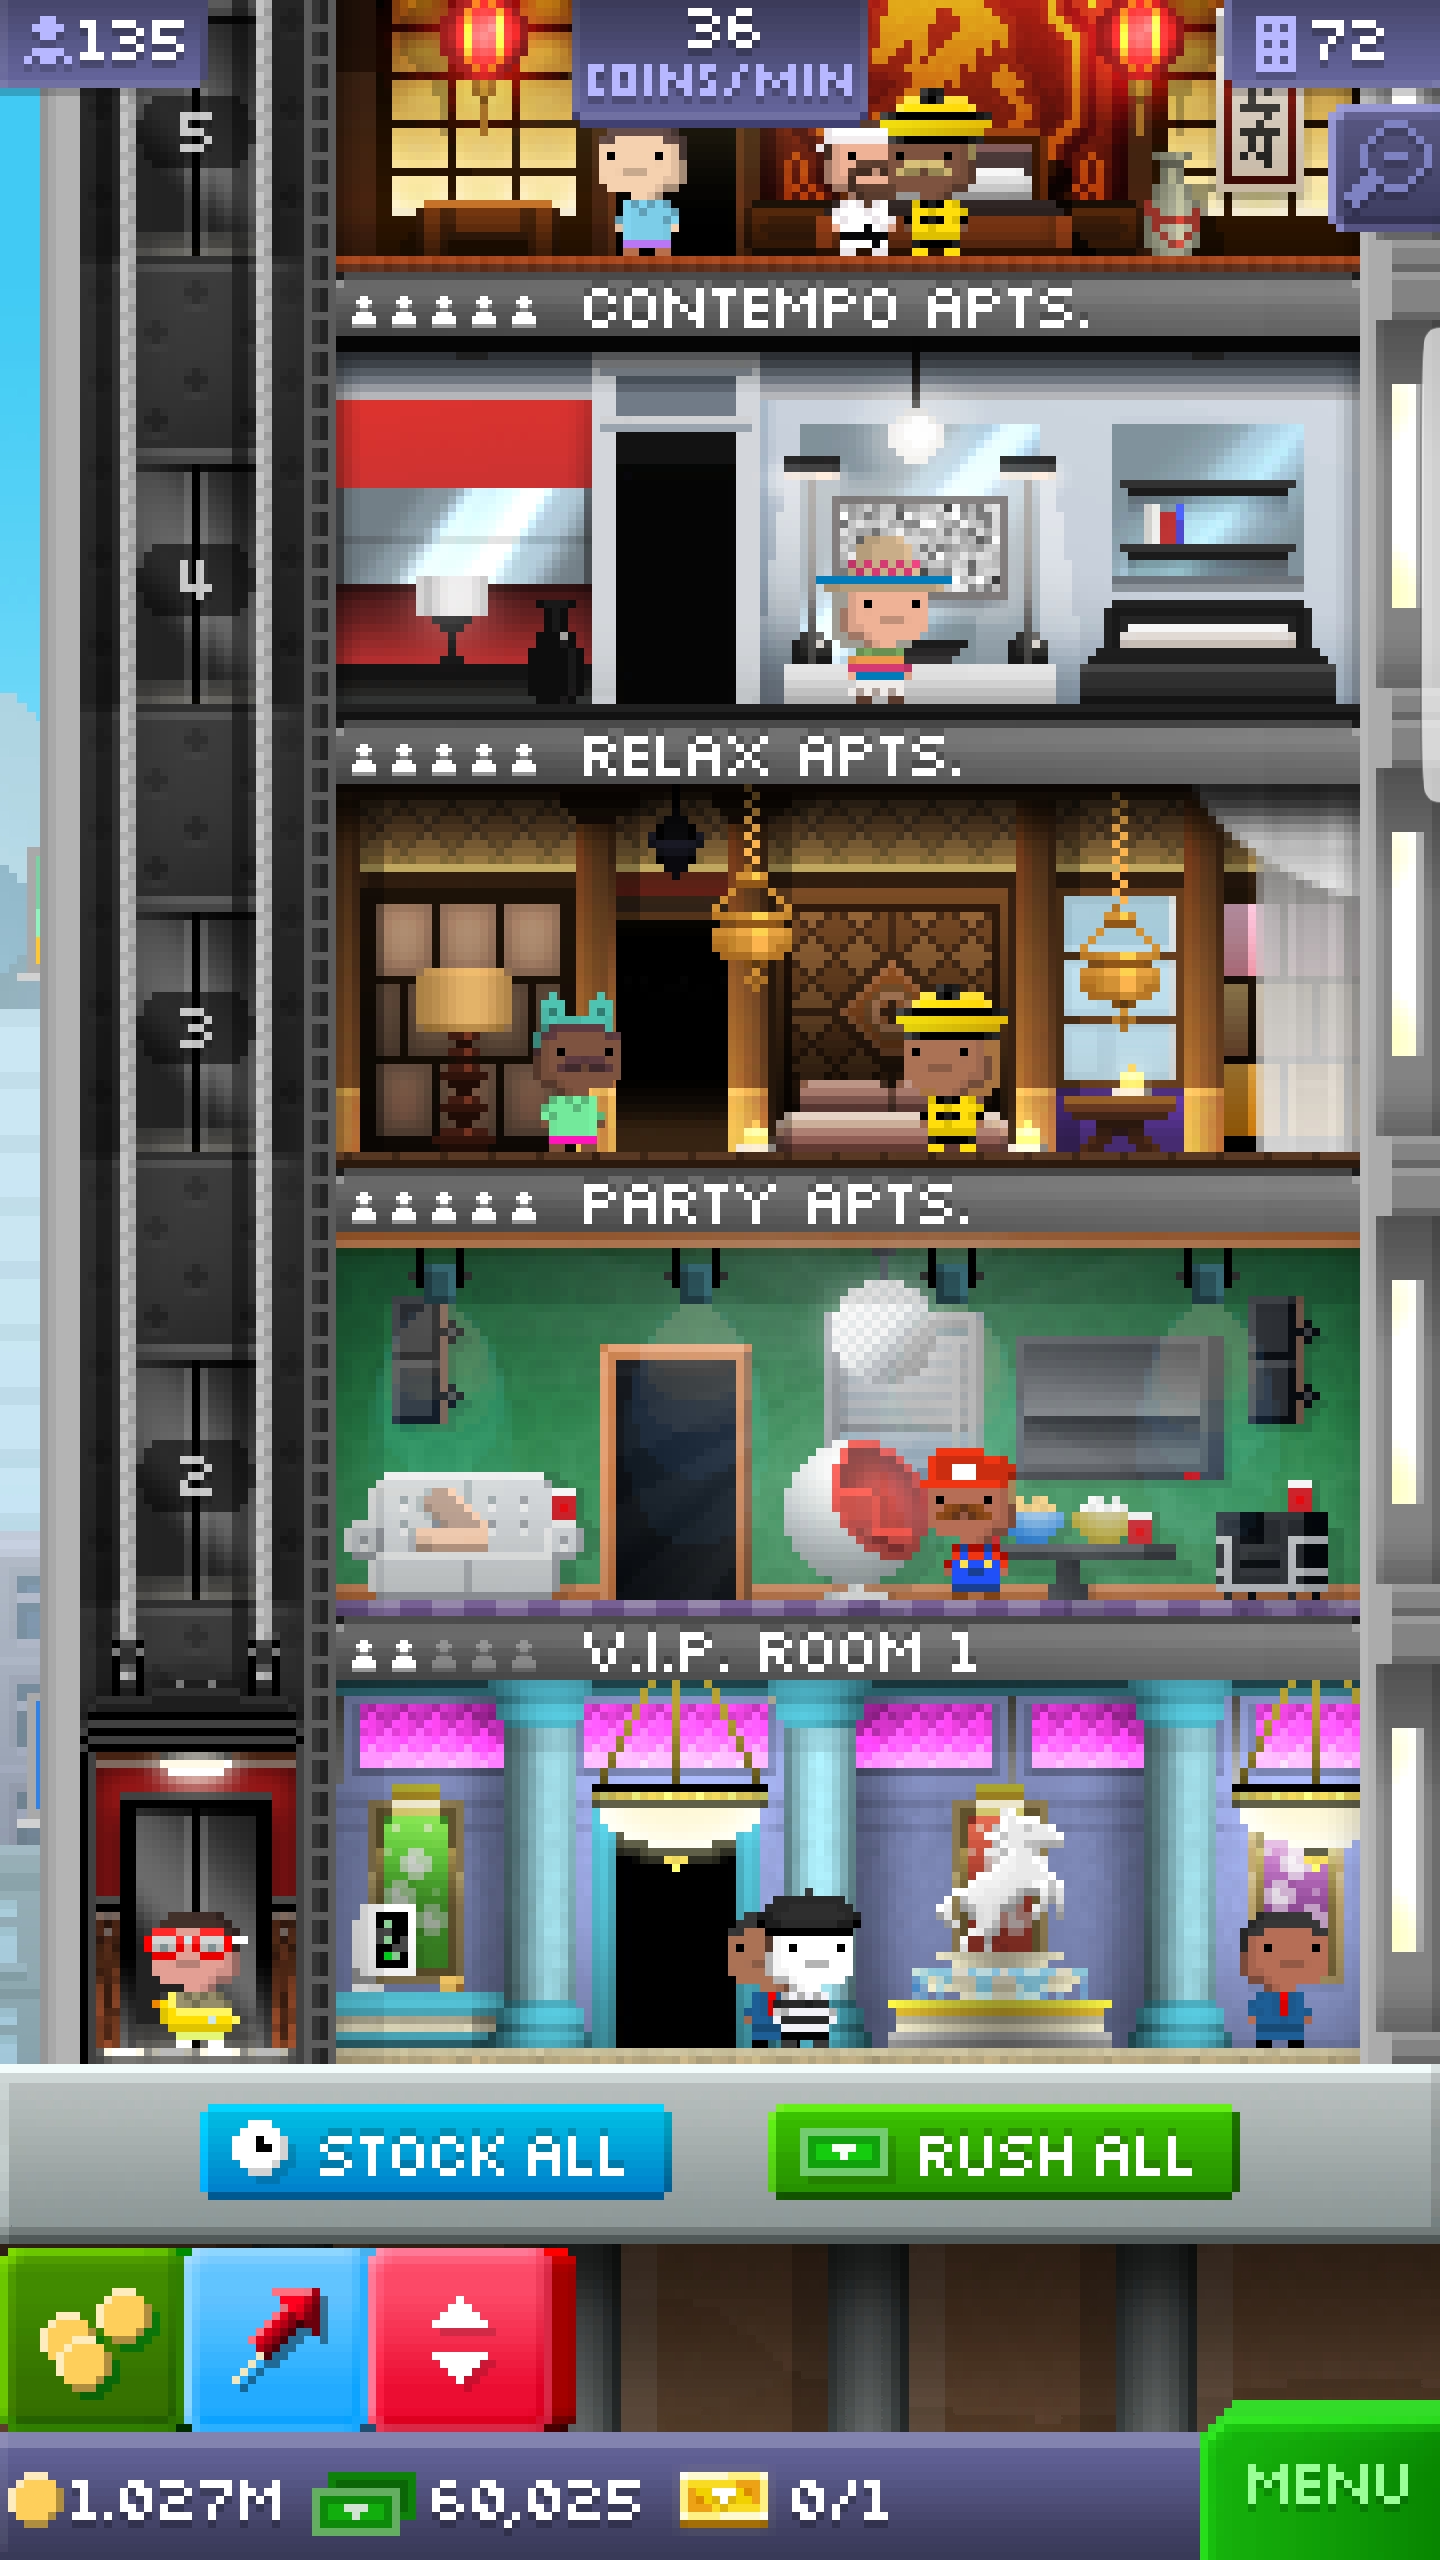 135
36
COINS/MIN
72
5
CONTEMPO APTS.
4
RELAX APTS.
3
PARTY APTS.
2
V.I.P. ROOM 1
STOCK ALL
RUSH ALL
1.027M
60,025
0/1
MENU